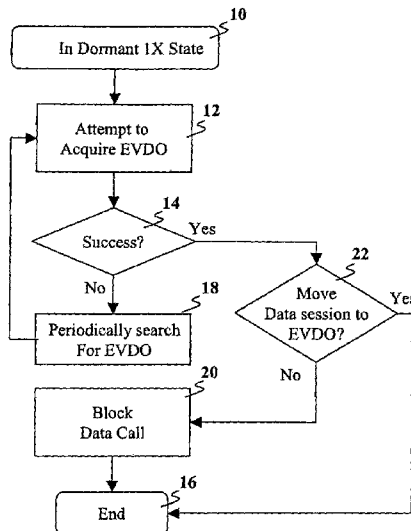 10
In Dormant 1X State
12
Attempt to
Acquire EVDO
14
Success?
Yes
No
22
Move
Data session to
EVDO?
Yes
No
18
Periodically search
For EVDO
20
Block
Data Call
16
End